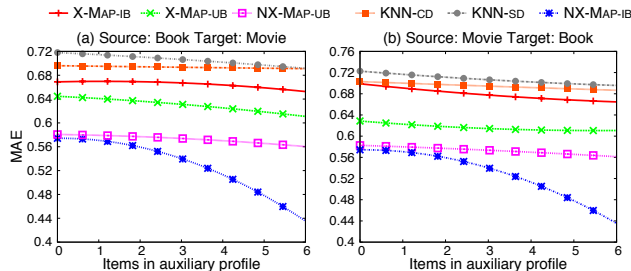 X-MAP-IB X-MAP-UB NX-MAP-UB KNN-CD KNN-SD NX-MAP-IB
(a) Source: Book Target: Movie (b) Source: Movie Target: Book
0.72 0.76
0.68 0.72
0.64 0.68
0.6 0.64
0.56 0.6
0.52 0.56
0.48 0.52
0.44 0.48
0.4 0.44
0.4
MAE
0 1 2 3 4 5 6 0 1 2 3 4 5 6
Items in auxiliary profile Items in auxiliary profile